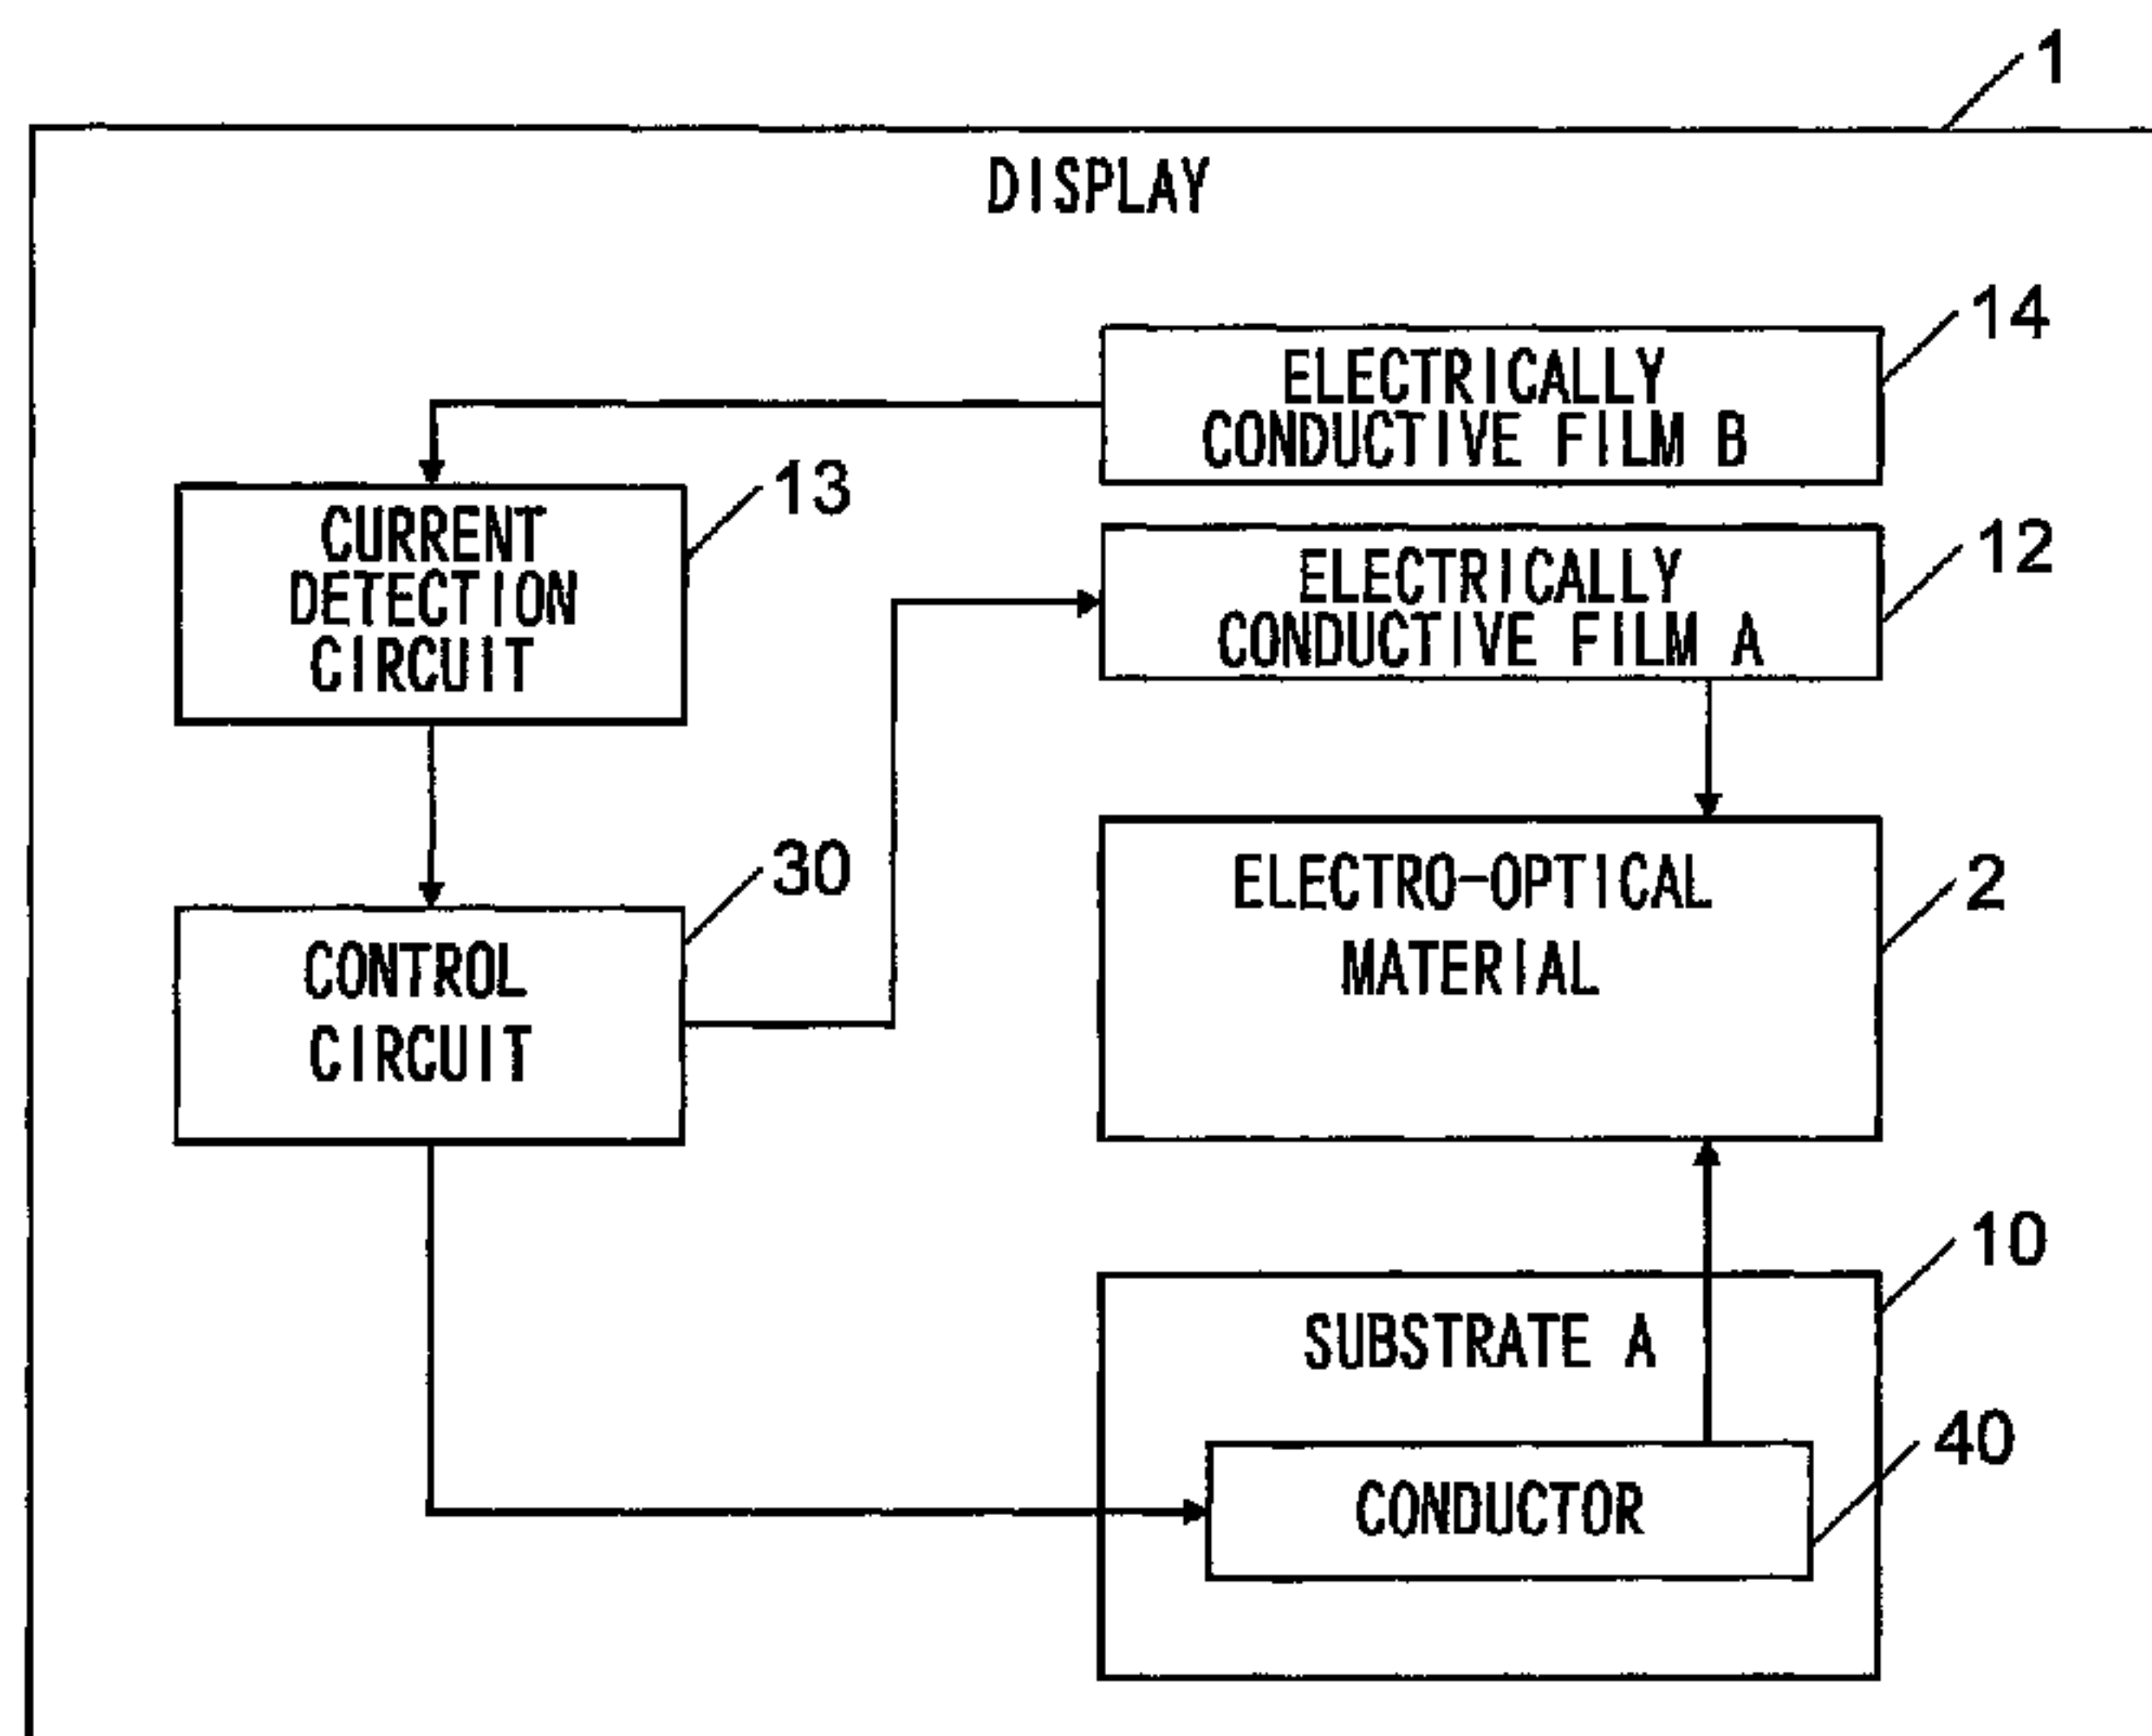 1
DISPLAY
14
ELECTRICALLY
CONDUCTIVE FILM B
13
CURRENT
DETECTION
CIRCUIT
12
ELECTRICALLY
CONDUCTIVE FILM A
30
CONTROL
CIRCUIT
2
ELECTRO-OPTICAL
MATERIAL
10
SUBSTRATE A
40
CONDUCTOR